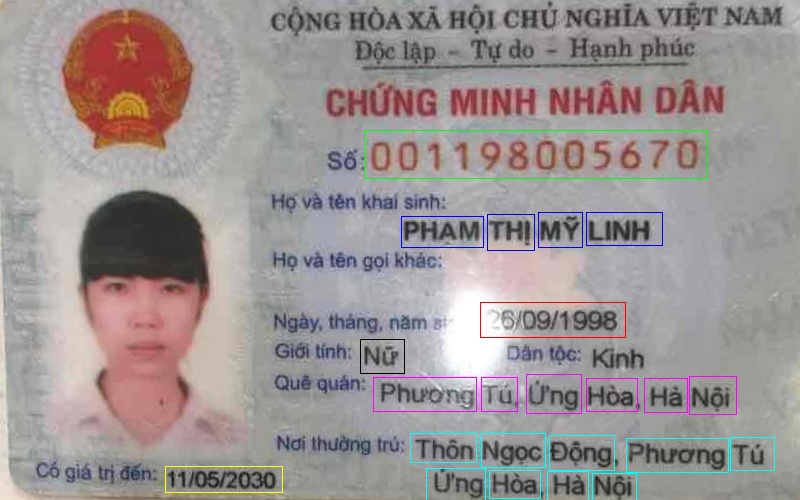 CỘNG HÒA XÃ HỘI CHỦ NGHĨA VIỆT NAM
Độc lập - Tự do - Hạnh phúc
CHỨNG MINH NHÂN DÂN
Số: 001198005670
Họ và tên khai sinh:
PHẠM THỊ MỸ LINH
Họ và tên gọi khác:
Ngày, tháng, năm 26/09/1998
Giới tính: Nữ Dân tộc: Kinh
Quê quán: Phương Tú, Ứng Hòa, Hà Nội
Nơi thường trú: Thôn Ngọc Động, Phương Tú
Ứng Hòa, Hà Nội
Có giá trị đến: 11/05/2030